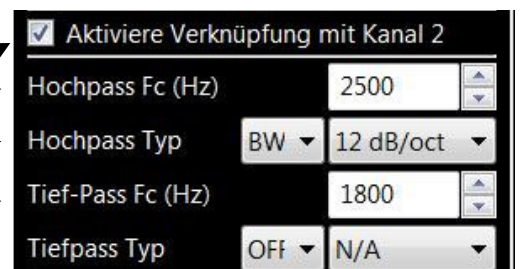 Aktiviere Verknüpfung mit Kanal 2
Hochpass Fc (Hz) 2500
Hochpass Typ BW 12 dB/oct
Tief-Pass Fc (Hz) 1800
Tiefpass Typ OFF N/A